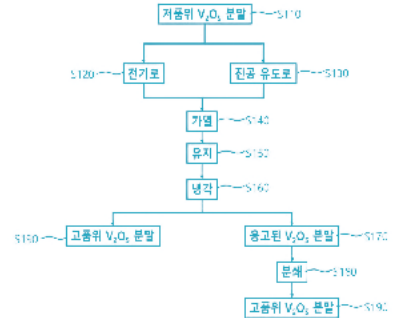 저품위 V₂O₅ 분말 S110
S120 전기로 진공 유도로 S130
가열 S140
유지 S150
냉각 S160
S190 고품위 V₂O₅ 분말 응고된 V₂O₅ 분말 S170
분쇄 S180
고품위 V₂O₅ 분말 S190